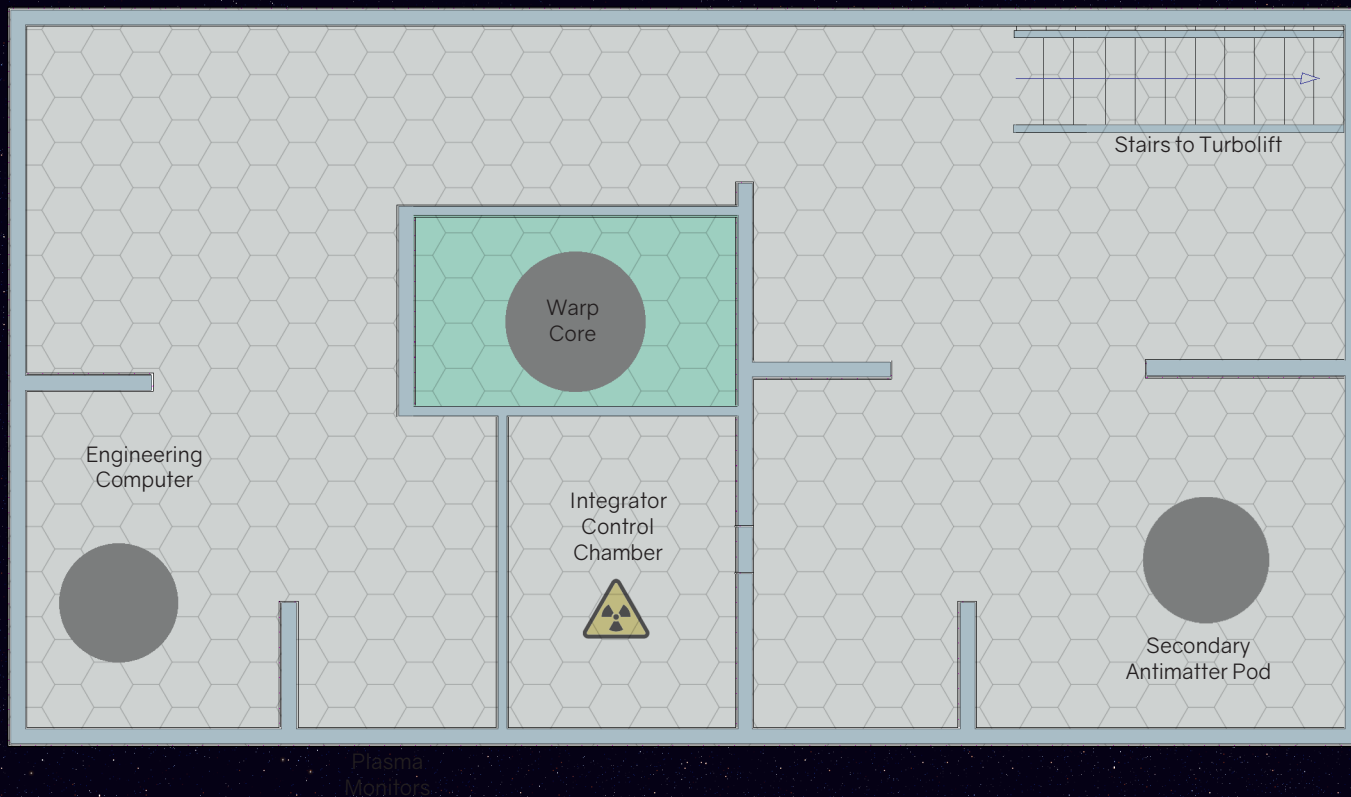 Stairs to Turbolift
Warp
Core
Engineering
Computer
Integrator
Control
Chamber
Secondary
Antimatter Pod
Plasma
Monitors